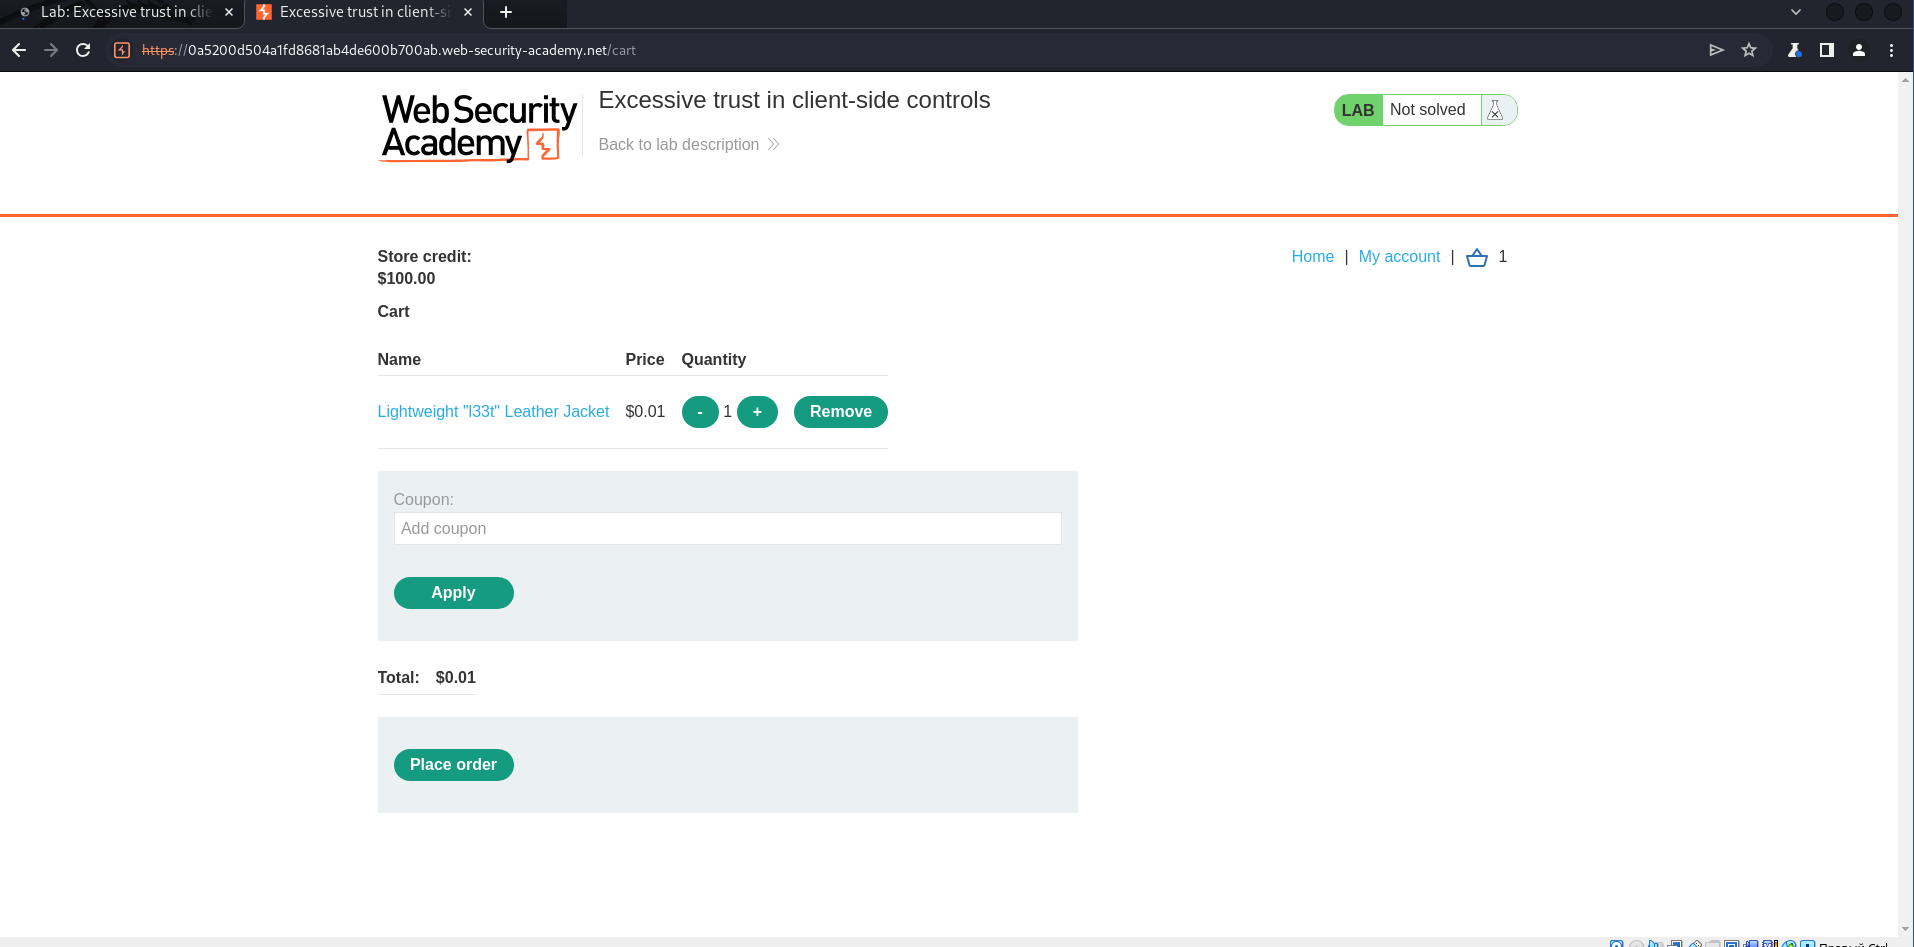 Lab: Excessive trust in clie
Excessive trust in client-si
https://0a5200d504a1fd8681ab4de600b700ab.web-security-academy.net/cart
Web Security
Academy
Excessive trust in client-side controls
Back to lab description
LAB Not solved
Store credit:
$100.00
Home | My account | 1
Cart
Name Price Quantity
Lightweight "l33t" Leather Jacket $0.01 - 1 + Remove
Coupon:
Add coupon
Apply
Total: $0.01
Place order